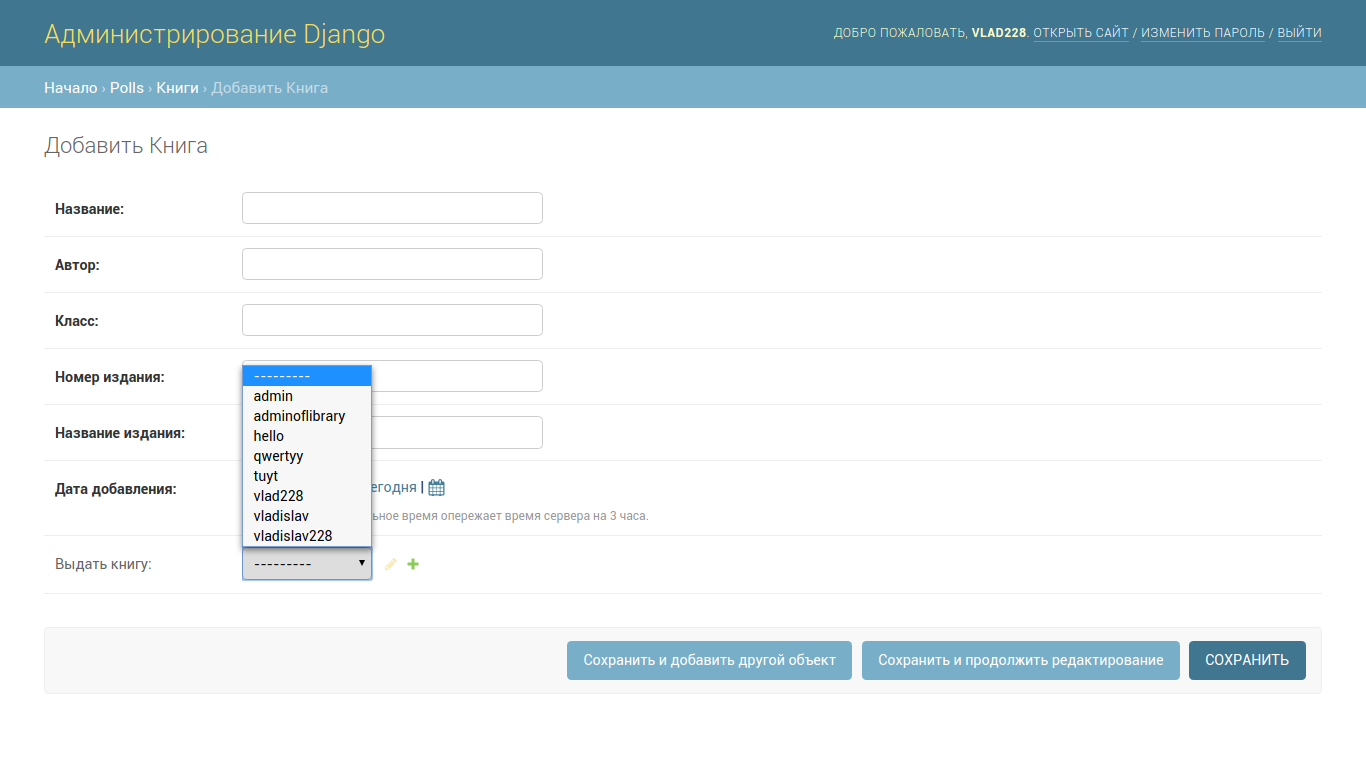 Администрирование Django
ДОБРО ПОЖАЛОВАТЬ, VLAD228. ОТКРЫТЬ САЙТ / ИЗМЕНИТЬ ПАРОЛЬ / ВЫЙТИ
Начало › Polls › Книги › Добавить Книга
Добавить Книга
Название:
Автор:
Класс:
Номер издания:
---------
admin
adminoflibrary
Название издания:
hello
qwertyy
tuyt
Дата добавления:
егодня |
vlad228
vladislav
ьное время опережает время сервера на 3 часа.
vladislav228
Выдать книгу:
---------
Сохранить и добавить другой объект
Сохранить и продолжить редактирование
СОХРАНИТЬ